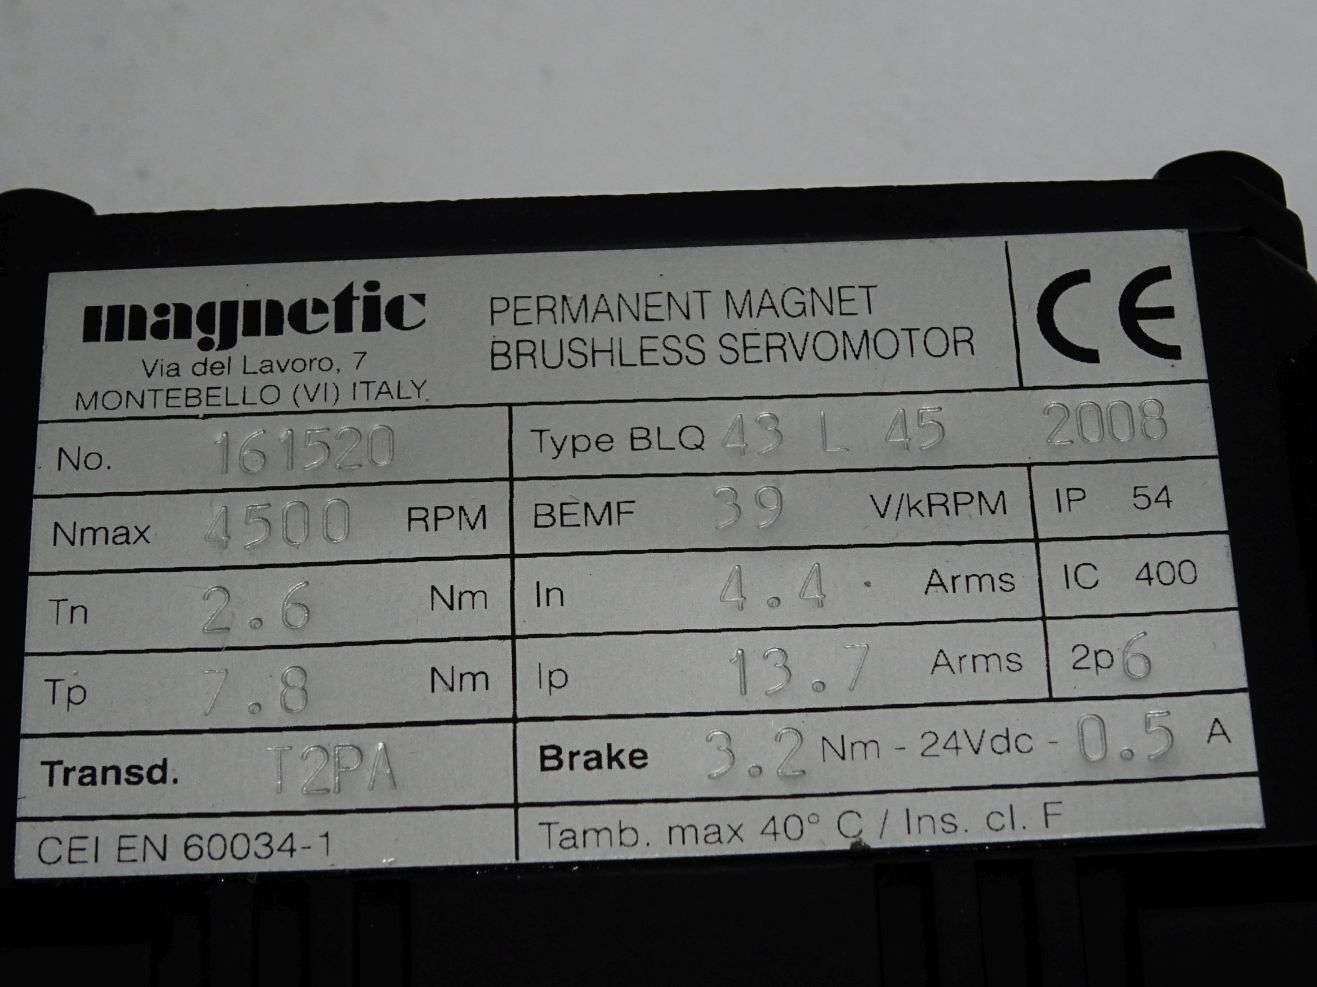 magnetic
Via del Lavoro, 7
MONTEBELLO (VI) ITALY.
PERMANENT MAGNET
BRUSHLESS SERVOMOTOR
CE
No. 161520
Type BLQ 43 L 45 2008
Nmax 4500 RPM
BEMF 39 V/kRPM
IP 54
Tn 2.6 Nm
In 4.4 Arms
IC 400
Tp 7.8 Nm
Ip 13.7 Arms
2p 6
Transd. T2PA
Brake 3.2 Nm - 24Vdc - 0.5 A
CEI EN 60034-1
Tamb. max 40° C / Ins. cl. F